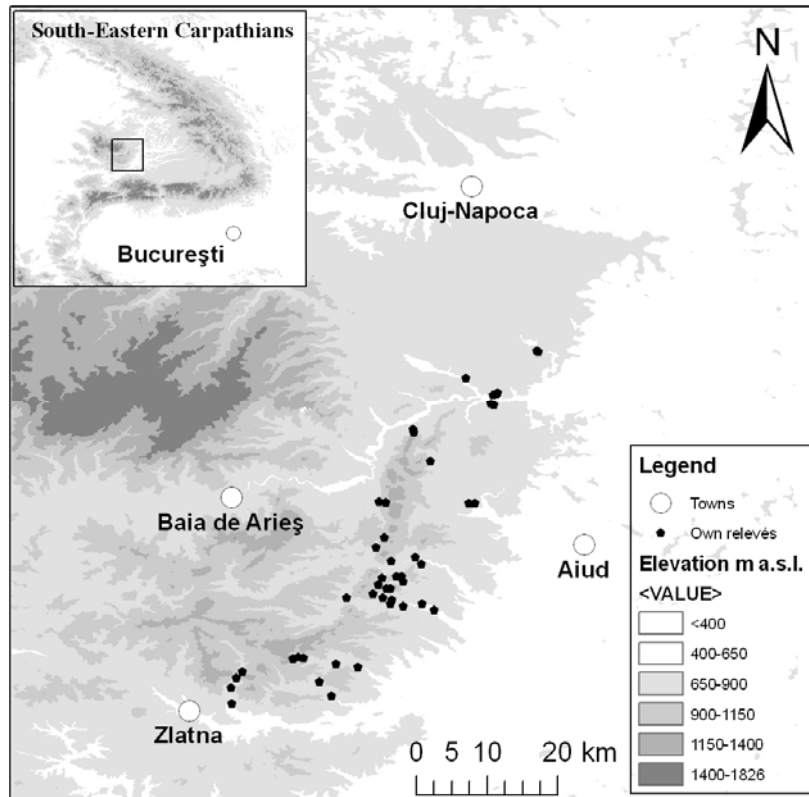 South-Eastern Carpathians
Bucureşti
N
Cluj-Napoca
Baia de Arieş
Aiud
Zlatna
0 10 20 km
Legend
Towns
Own relevés
Elevation m a.s.l.
<VALUE>
<400
400-650
650-900
900-1150
1150-1400
1400-1826